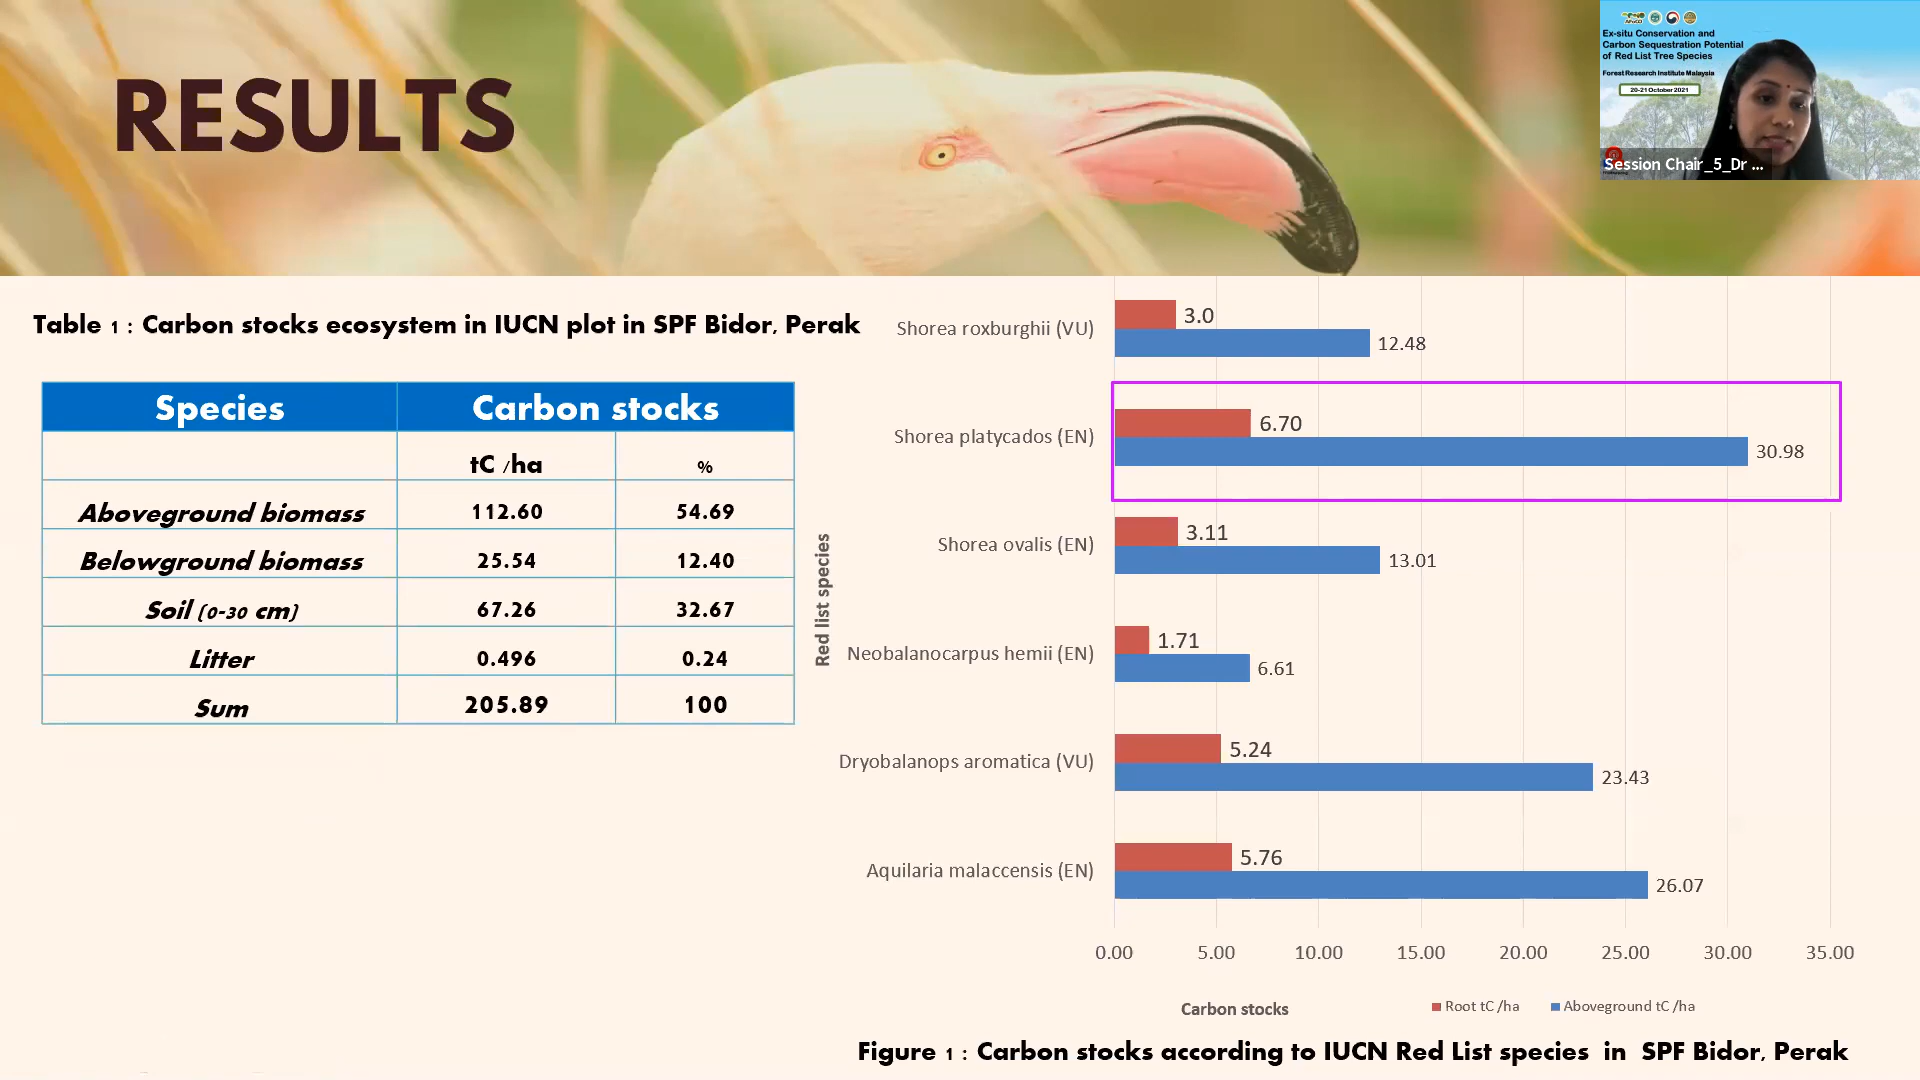 RESULTS
Ex-situ Conservation and
Carbon Sequestration Potential
of Red List Tree Species
Forest Research Institute Malaysia
20-21 October 2021
Session Chair_5_Dr ...
Table 1 : Carbon stocks ecosystem in IUCN plot in SPF Bidor, Perak
Species Carbon stocks
tC /ha %
Aboveground biomass 112.60 54.69
Belowground biomass 25.54 12.40
Soil (0-30 cm) 67.26 32.67
Litter 0.496 0.24
Sum 205.89 100
Red list species
Shorea roxburghii (VU) 3.0 12.48
Shorea platycados (EN) 6.70 30.98
Shorea ovalis (EN) 3.11 13.01
Neobalanocarpus hemii (EN) 1.71 6.61
Dryobalanops aromatica (VU) 5.24 23.43
Aquilaria malaccensis (EN) 5.76 26.07
0.00 5.00 10.00 15.00 20.00 25.00 30.00 35.00
Carbon stocks
Root tC /ha Aboveground tC /ha
Figure 1 : Carbon stocks according to IUCN Red List species in SPF Bidor, Perak